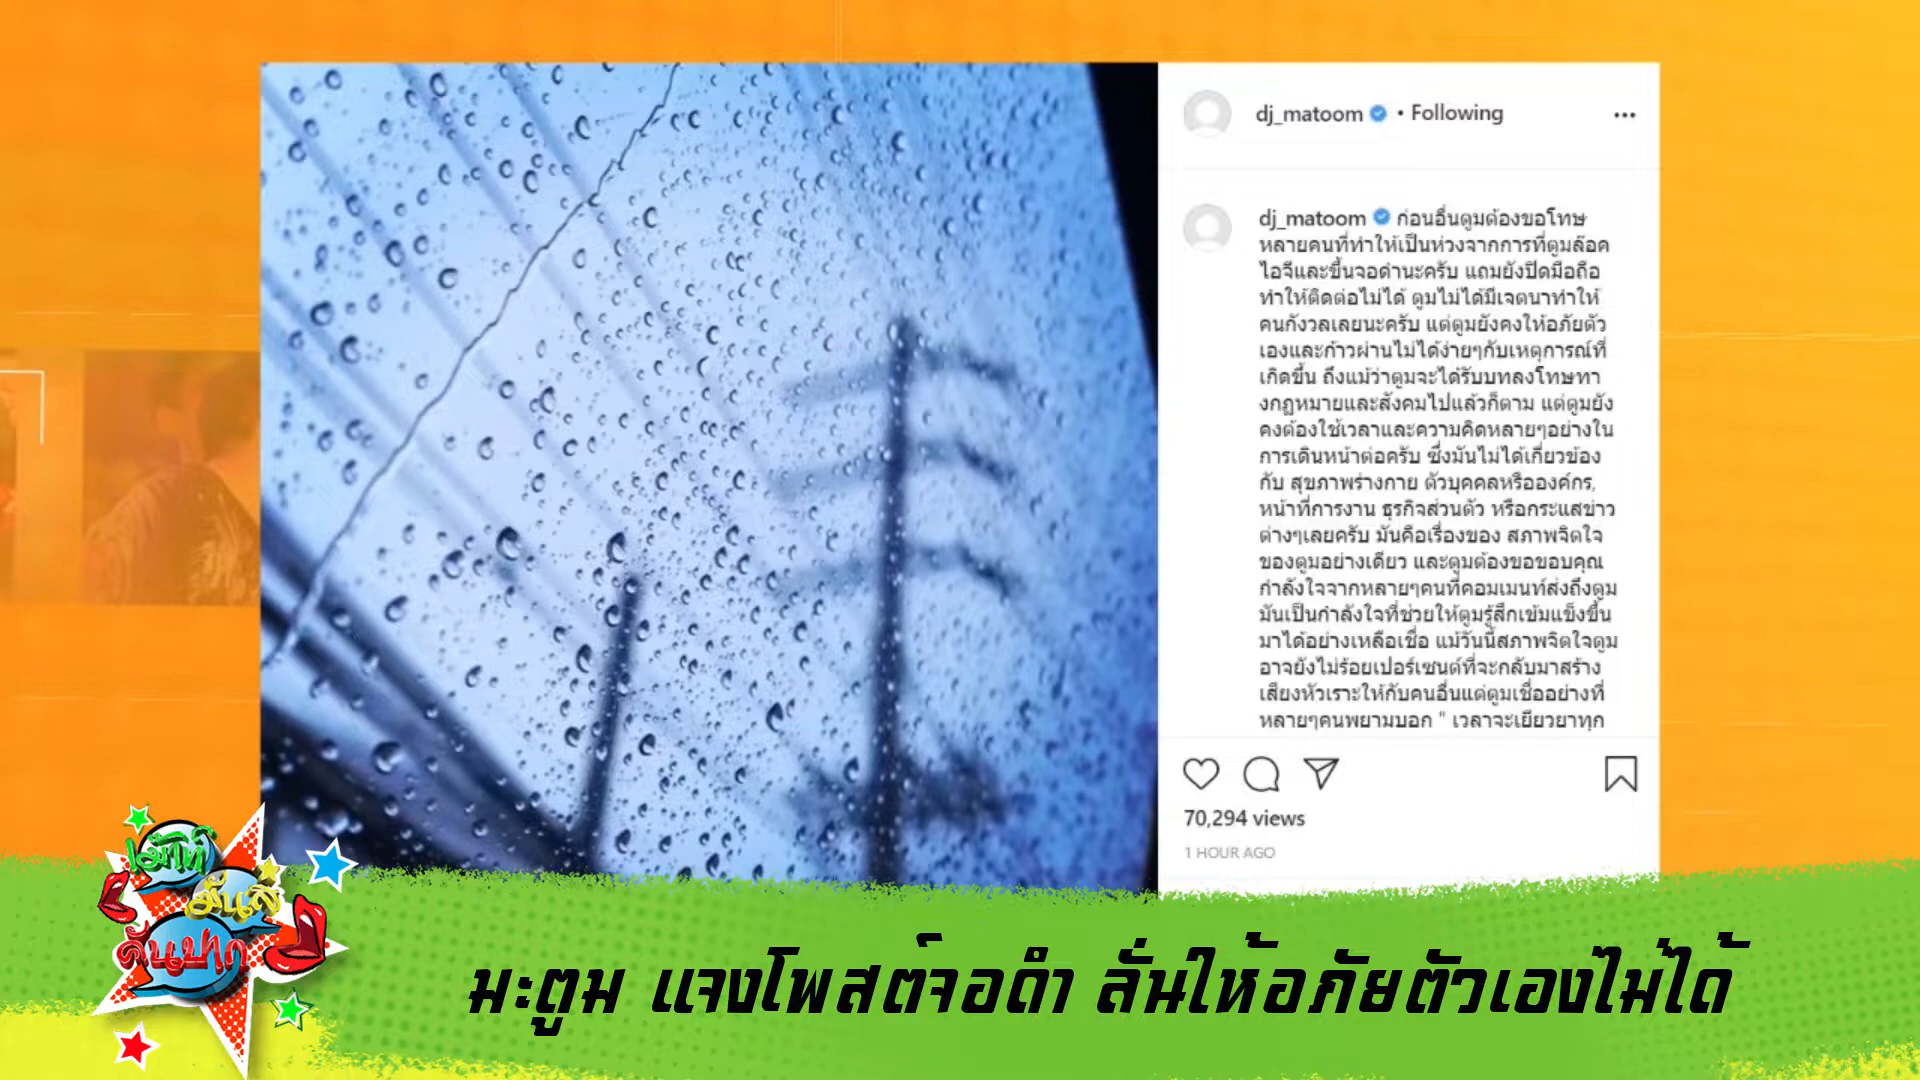 dj_matoom • Following
dj_matoom ก่อนอื่นตูมต้องขอโทษ
หลายคนที่ทำให้เป็นห่วงจากการที่ตูมล๊อค
ไอจีและขึ้นจอดำนะครับ แถมยังปิดมือถือ
ทำให้ติดต่อไม่ได้ ตูมไม่ได้มีเจตนาทำให้
คนกังวลเลยนะครับ แต่ตูมยังคงให้อภัยตัว
เองและก้าวผ่านไม่ได้ง่ายๆกับเหตุการณ์ที่
เกิดขึ้น ถึงแม้ว่าตูมจะได้รับบทลงโทษทา
งกฎหมายและสังคมไปแล้วก็ตาม แต่ตูมยัง
คงต้องใช้เวลาและความคิดหลายๆอย่างใน
การเดินหน้าต่อครับ ซึ่งมันไม่ได้เกี่ยวข้อง
กับ สุขภาพร่างกาย ตัวบุคคลหรือองค์กร,
หน้าที่การงาน ธุรกิจส่วนตัว หรือกระแสข่าว
ต่างๆเลยครับ มันคือเรื่องของ สภาพจิตใจ
ของตูมอย่างเดียว และตูมต้องขอขอบคุณ
กำลังใจจากหลายๆคนที่คอมเมนท์ส่งถึงตูม
มันเป็นกำลังใจที่ช่วยให้ตูมรู้สึกเข้มแข็งขึ้น
มาได้อย่างเหลือเชื่อ แม้วันนี้สภาพจิตใจตูม
อาจยังไม่ร้อยเปอร์เซนต์ที่จะกลับมาสร้าง
เสียงหัวเราะให้กับคนอื่นแต่ตูมเชื่ออย่างที่
หลายๆคนพยามบอก " เวลาจะเยียวยาทุก
70,294 views
1 HOUR AGO
เม้าท์
มันส์
คันปาก
มะตูม แจงโพสต์จอดำ ลั่นให้อภัยตัวเองไม่ได้